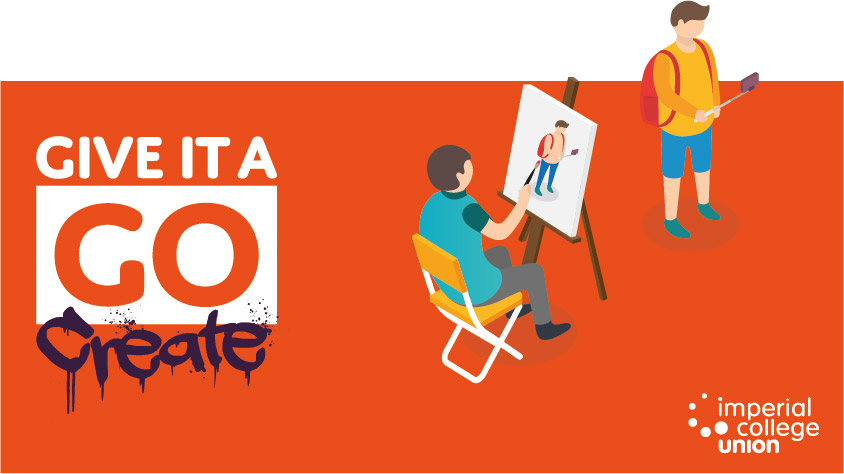 GIVE IT A
GO
Create
imperial
college
union